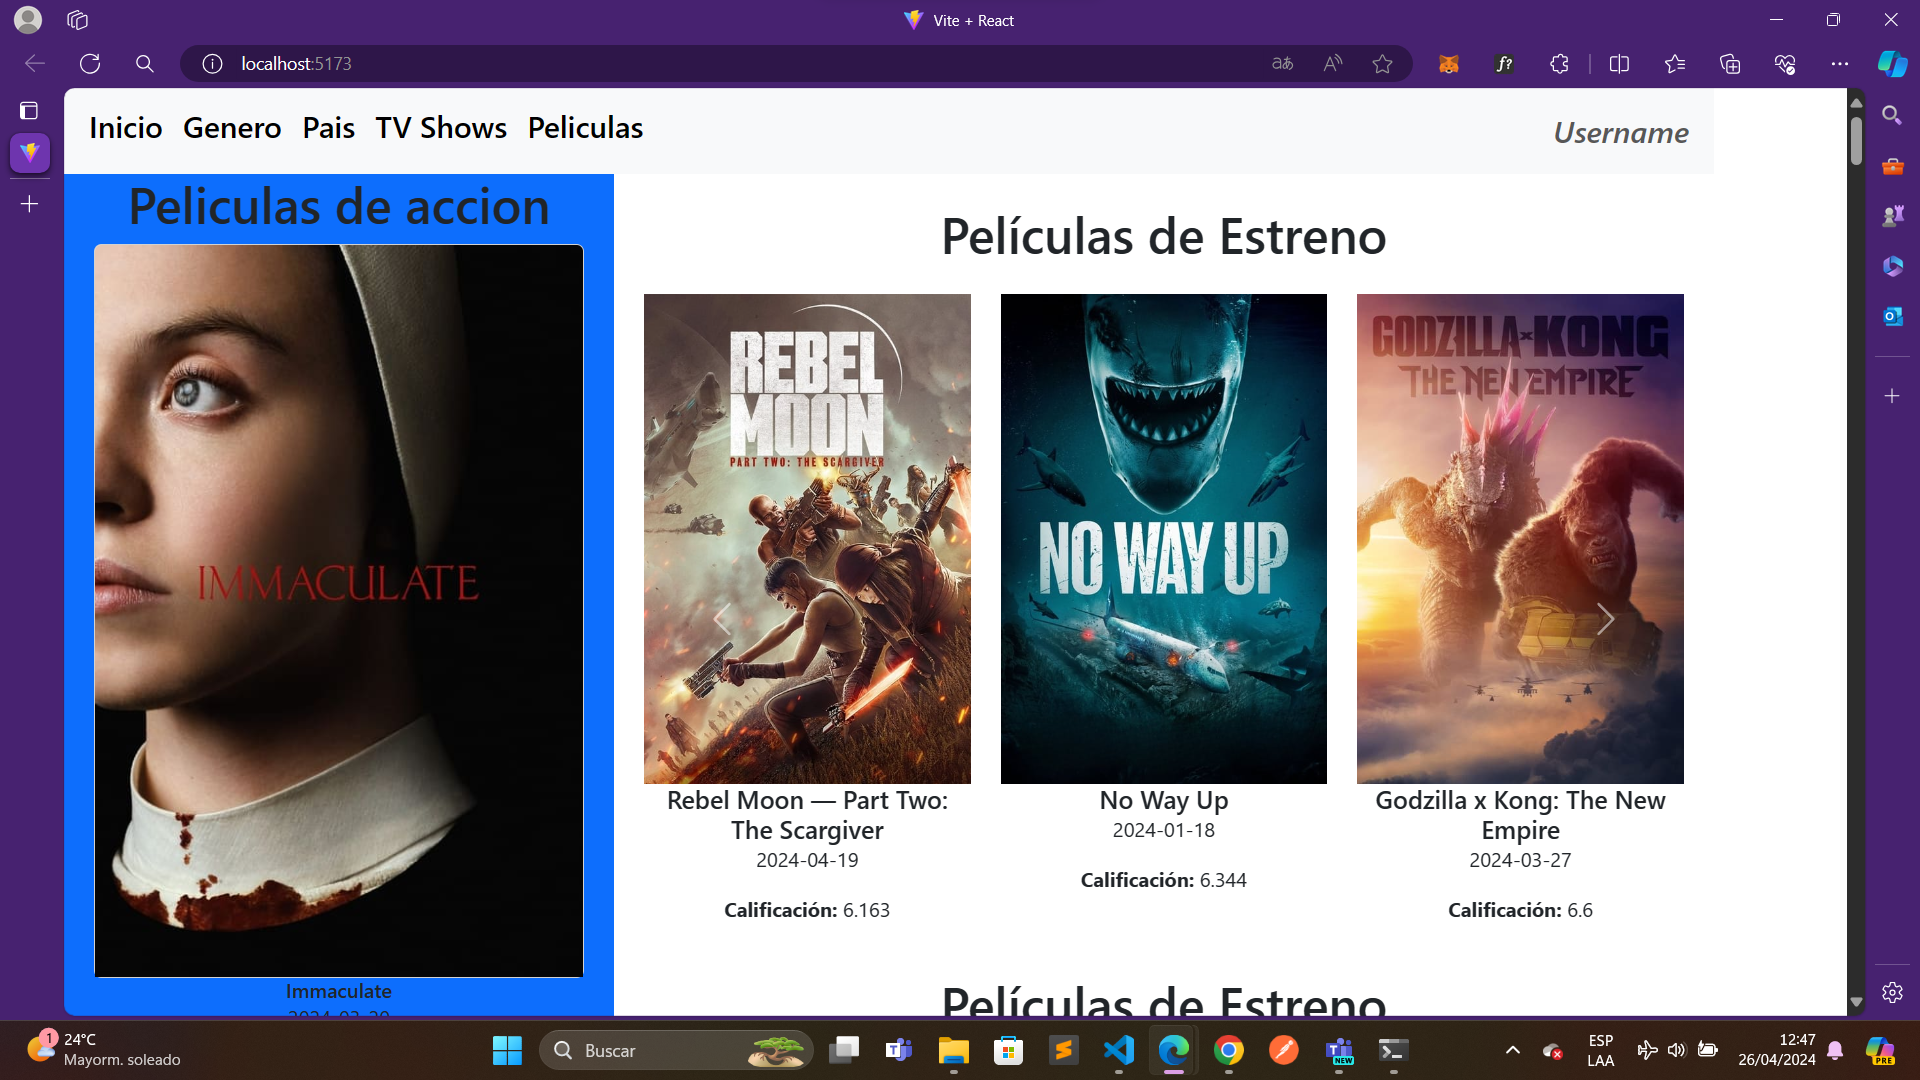 Vite + React
localhost:5173
Inicio Genero Pais TV Shows Peliculas
Username
Peliculas de accion
IMMACULATE
Immaculate
Películas de Estreno
REBEL
MOON
PART TWO: THE SCARGIVER
NO WAY UP
GODZILLA x KONG
THE NEW EMPIRE
Rebel Moon — Part Two:
The Scargiver
2024-04-19
Calificación: 6.163
No Way Up
2024-01-18
Calificación: 6.344
Godzilla x Kong: The New
Empire
2024-03-27
Calificación: 6.6
Películas de Estreno
1
24°C
Mayorm. soleado
Buscar
NEW
ESP
LAA
12:47
26/04/2024
PRE